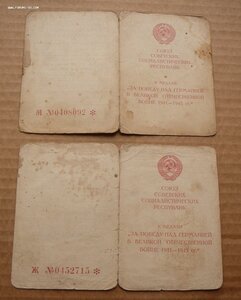 СОЮЗ
СОВЕТСКИХ
СОЦИАЛИСТИЧЕСКИХ
РЕСПУБЛИК
К МЕДАЛИ
"ЗА ПОБЕДУ НАД ГЕРМАНИЕЙ
В ВЕЛИКОЙ ОТЕЧЕСТВЕННОЙ
ВОЙНЕ 1941—1945 гг."
Ж №0408092 *
СОЮЗ
СОВЕТСКИХ
СОЦИАЛИСТИЧЕСКИХ
РЕСПУБЛИК
К МЕДАЛИ
"ЗА ПОБЕДУ НАД ГЕРМАНИЕЙ
В ВЕЛИКОЙ ОТЕЧЕСТВЕННОЙ
ВОЙНЕ 1941—1945 гг."
Ж №0452715 *